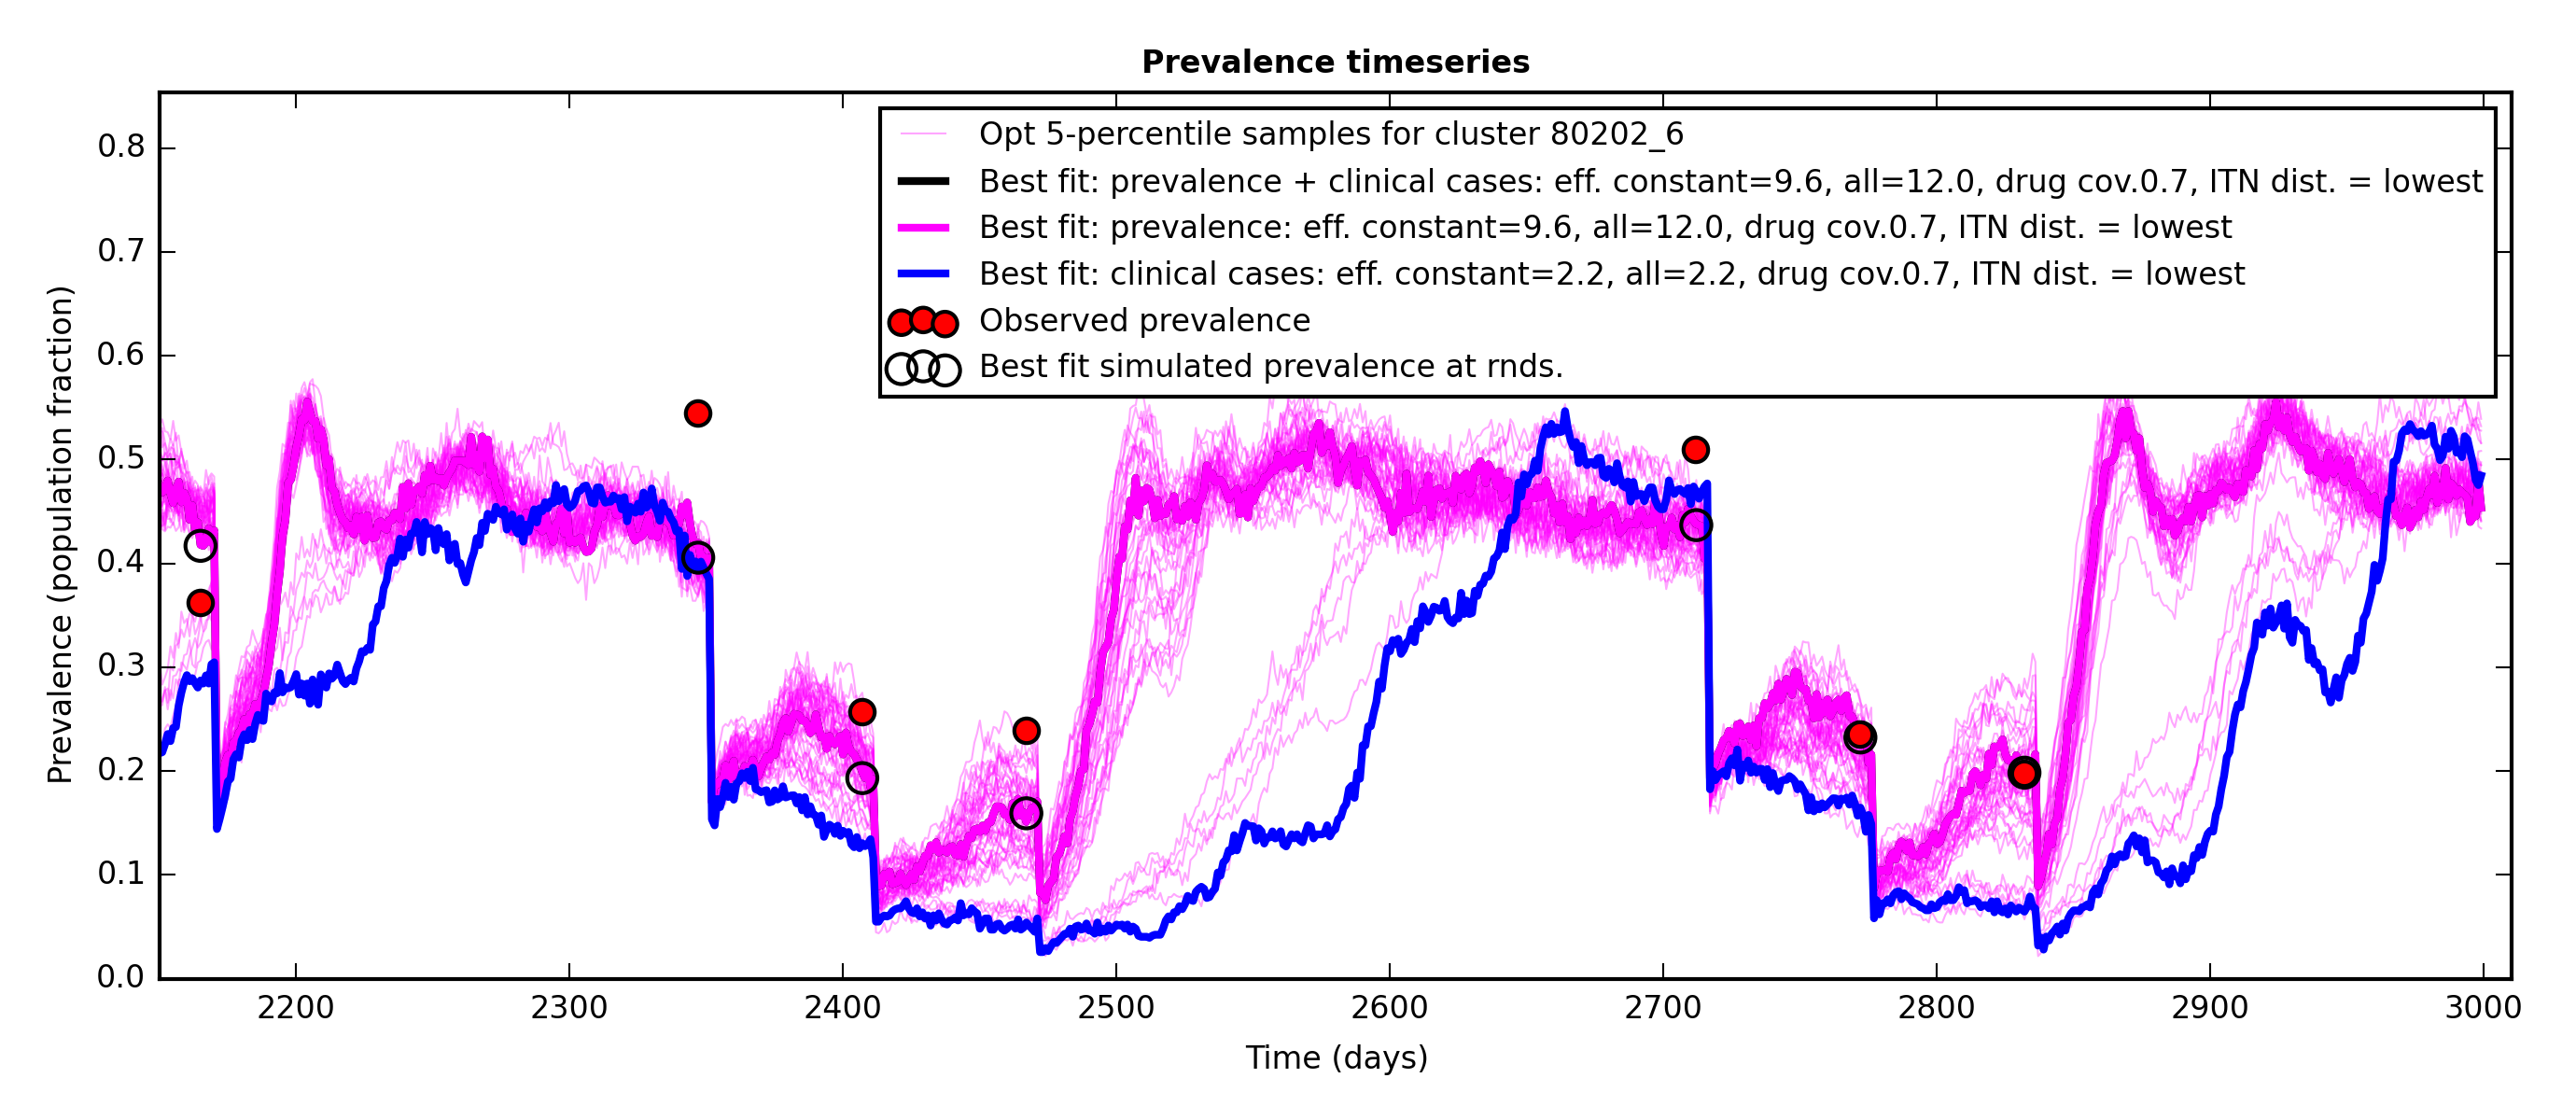 Prevalence timeseries
Opt 5-percentile samples for cluster 80202_6
Best fit: prevalence + clinical cases: eff. constant=9.6, all=12.0, drug cov.0.7, ITN dist. = lowest
Best fit: prevalence: eff. constant=9.6, all=12.0, drug cov.0.7, ITN dist. = lowest
Best fit: clinical cases: eff. constant=2.2, all=2.2, drug cov.0.7, ITN dist. = lowest
Observed prevalence
Best fit simulated prevalence at rnds.
Prevalence (population fraction)
0.8
0.7
0.6
0.5
0.4
0.3
0.2
0.1
0.0
2200 2300 2400 2500 2600 2700 2800 2900 3000
Time (days)